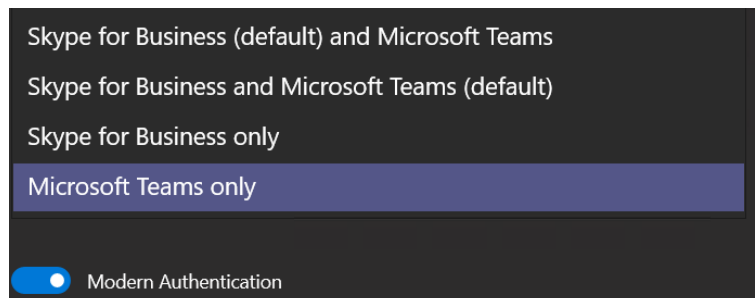 Skype for Business (default) and Microsoft Teams
Skype for Business and Microsoft Teams (default)
Skype for Business only
Microsoft Teams only
Modern Authentication